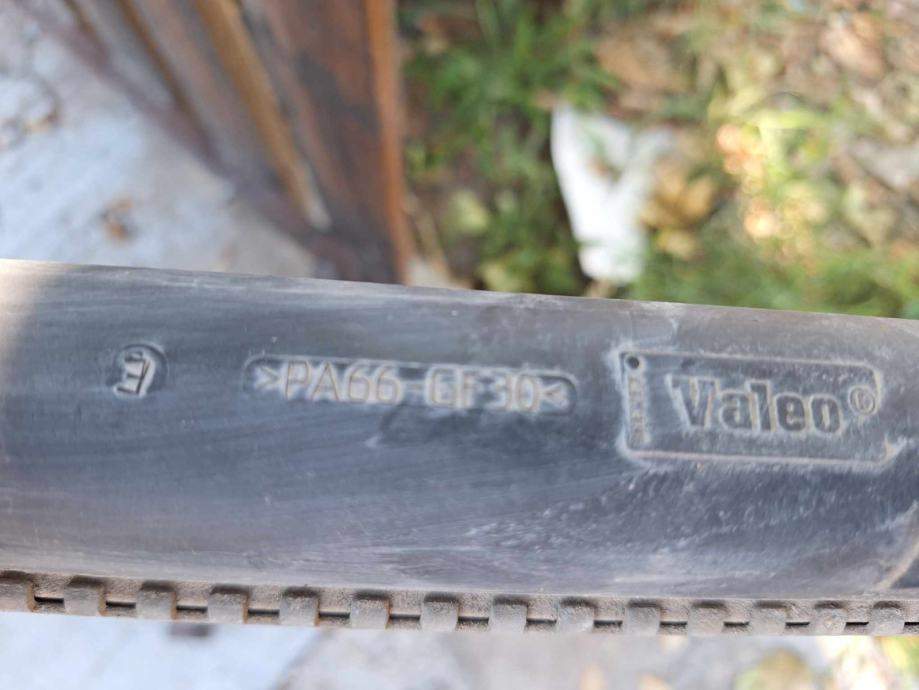 E
>PA66-GF30<
Valeo ®